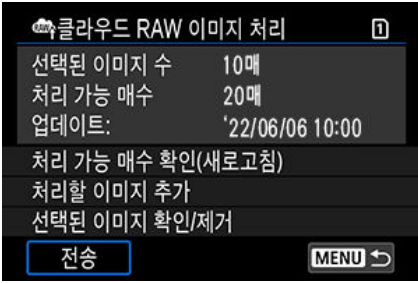 RAW 클라우드 RAW 이미지 처리 1
선택된 이미지 수 10매
처리 가능 매수 20매
업데이트: '22/06/06 10:00
처리 가능 매수 확인(새로고침)
처리할 이미지 추가
선택된 이미지 확인/제거
전송 MENU